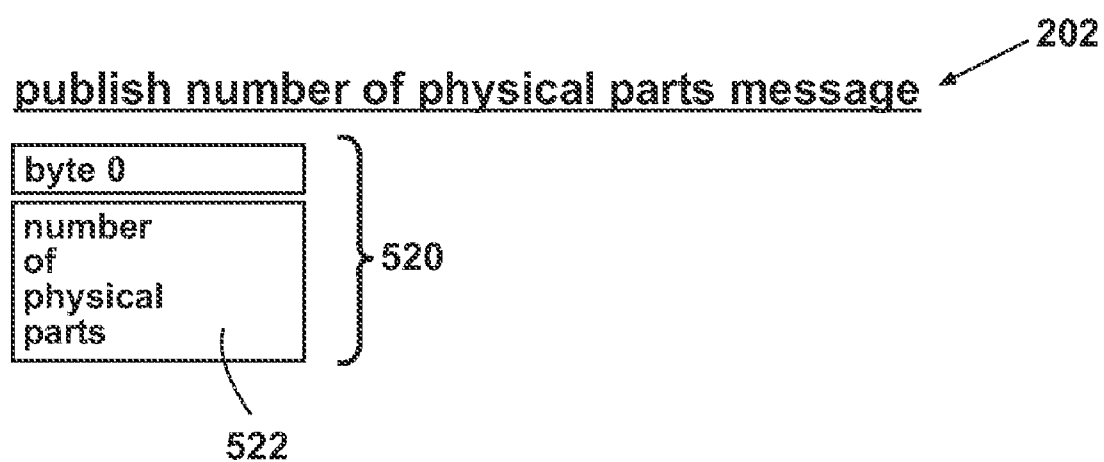 202
publish number of physical parts message
byte 0
number
of
physical
parts
520
522